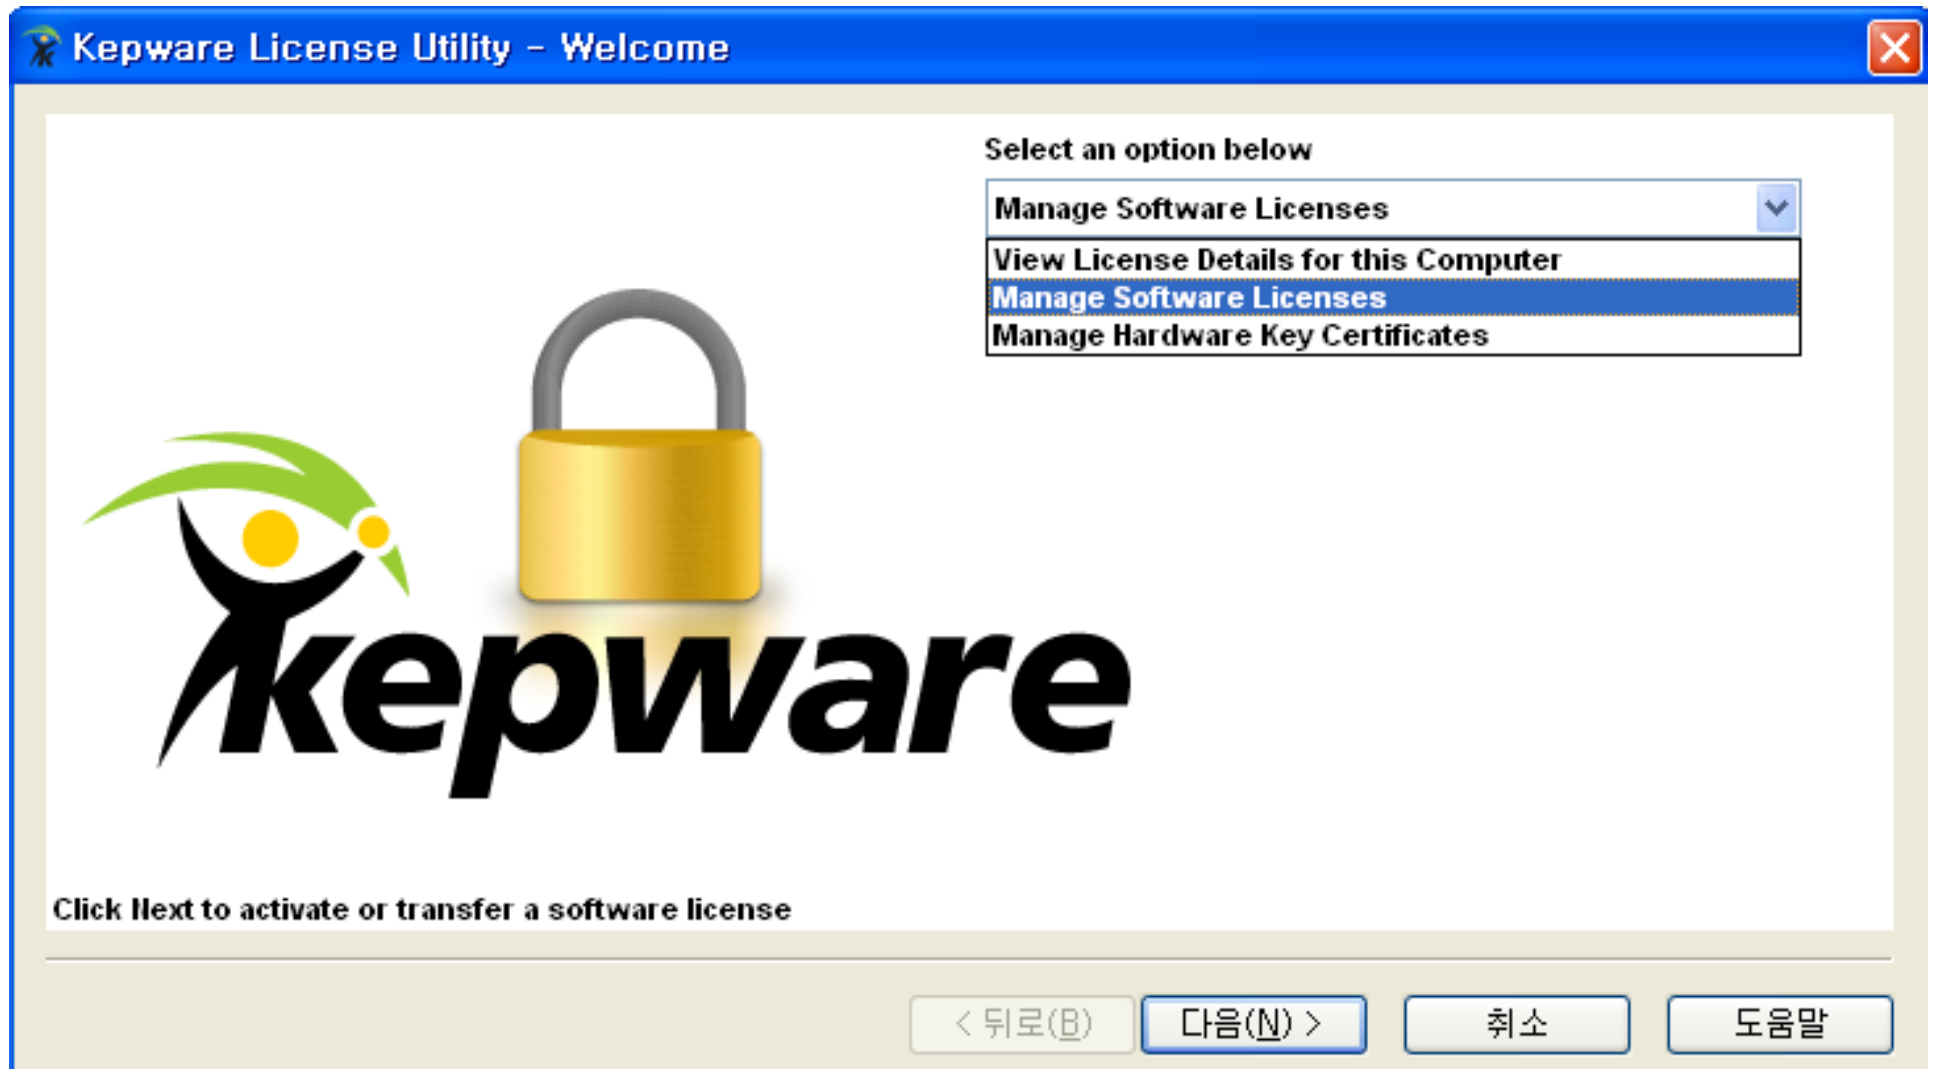 Kepware License Utility - Welcome
Select an option below
Manage Software Licenses
View License Details for this Computer
Manage Software Licenses
Manage Hardware Key Certificates
kepware
Click Next to activate or transfer a software license
< 뒤로(B)
다음(N) >
취소
도움말